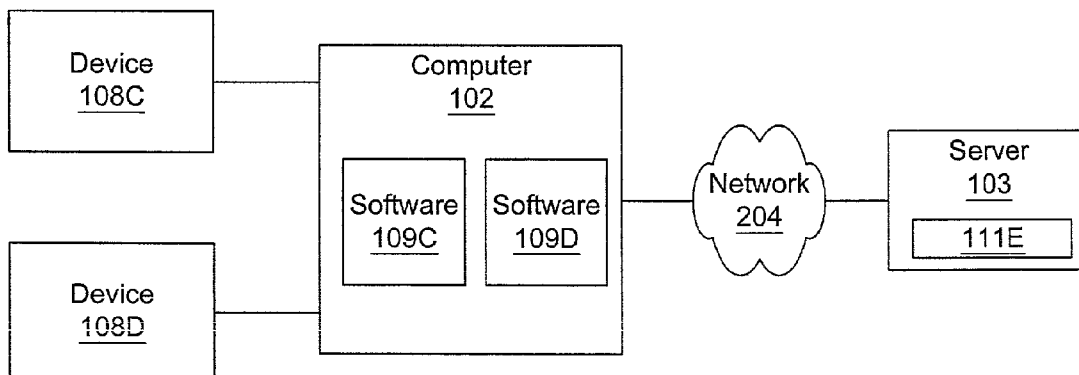 Device
108C
Computer
102
Software
109C
Software
109D
Network
204
Server
103
111E
Device
108D